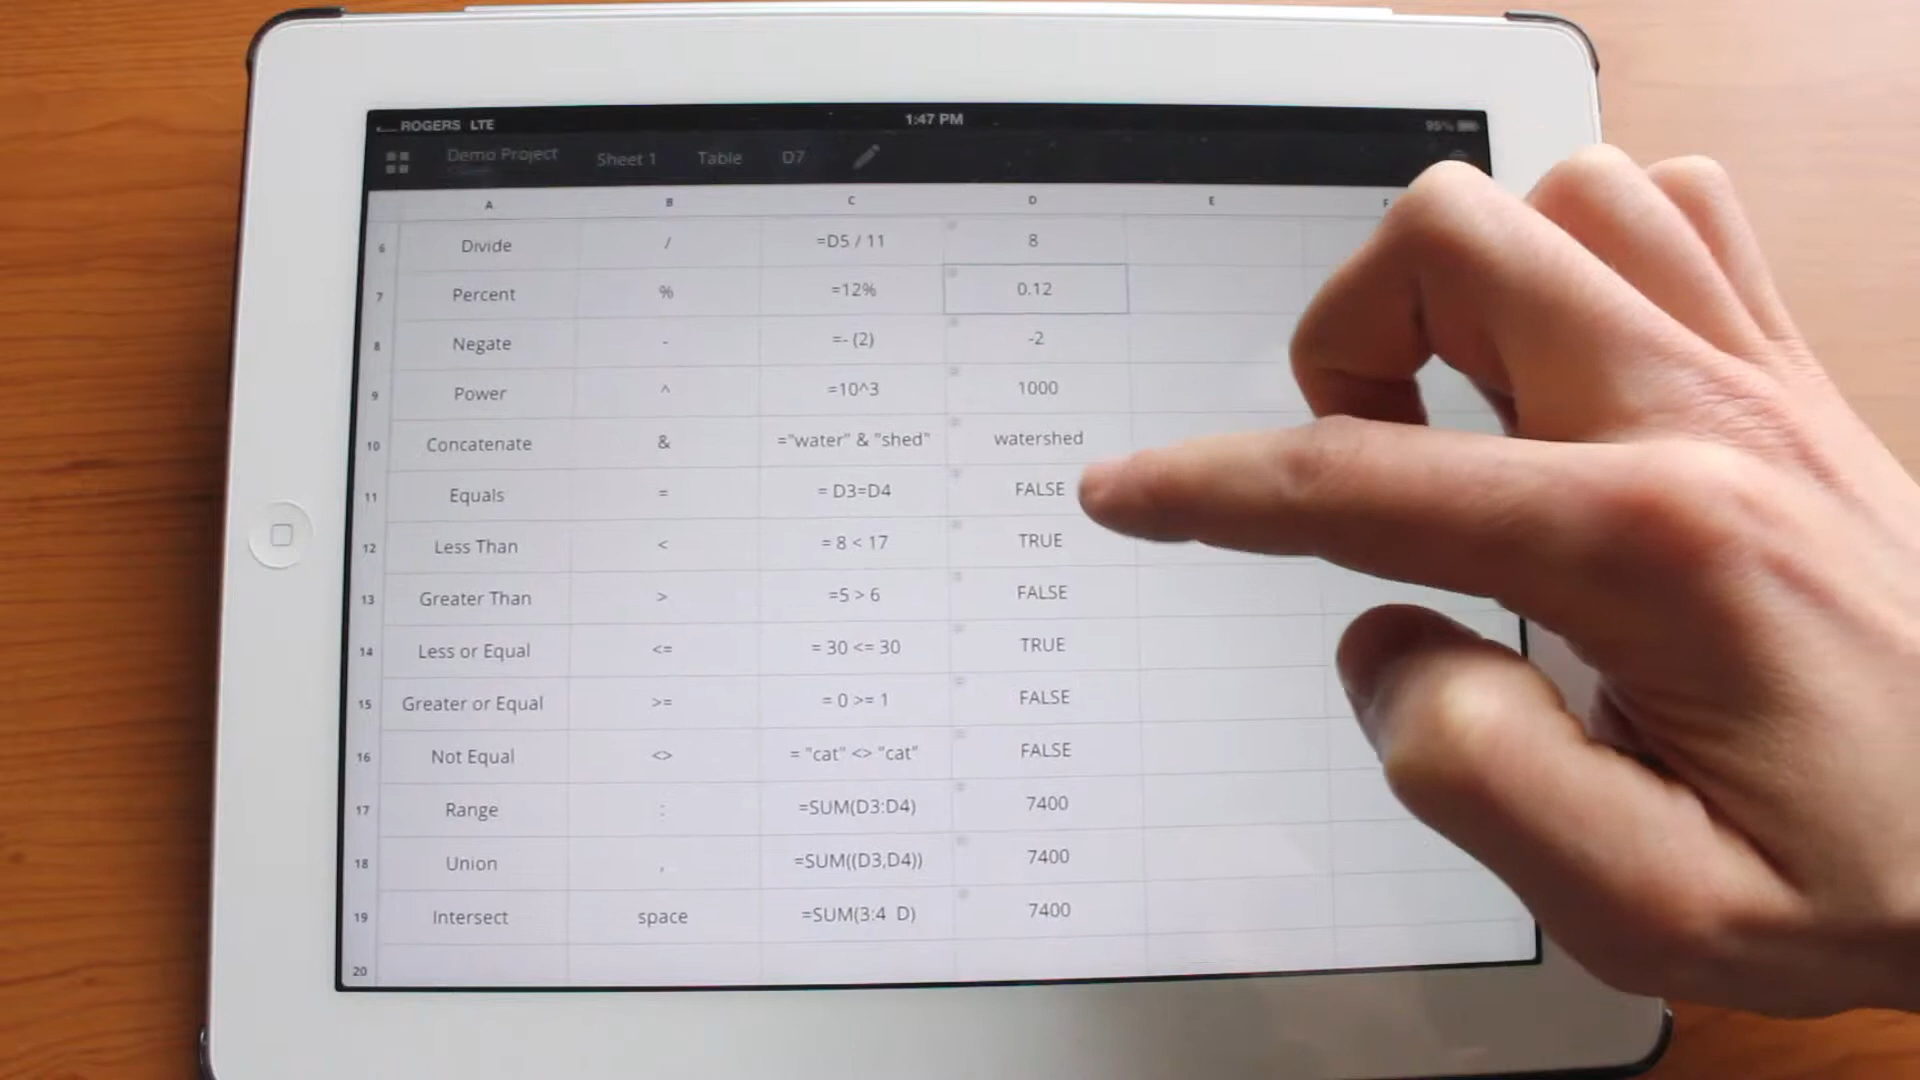 ROGERS LTE 1:47 PM 95%
Demo Project Sheet 1 Table D7
A B C D E F
6 Divide / =D5 / 11 8
7 Percent % =12% 0.12
8 Negate - =- (2) -2
9 Power ^ =10^3 1000
10 Concatenate & ="water" & "shed" watershed
11 Equals = = D3=D4 FALSE
12 Less Than < = 8 < 17 TRUE
13 Greater Than > =5 > 6 FALSE
14 Less or Equal <= = 30 <= 30 TRUE
15 Greater or Equal >= = 0 >= 1 FALSE
16 Not Equal <> = "cat" <> "cat" FALSE
17 Range : =SUM(D3:D4) 7400
18 Union , =SUM((D3,D4)) 7400
19 Intersect space =SUM(3:4 D) 7400
20